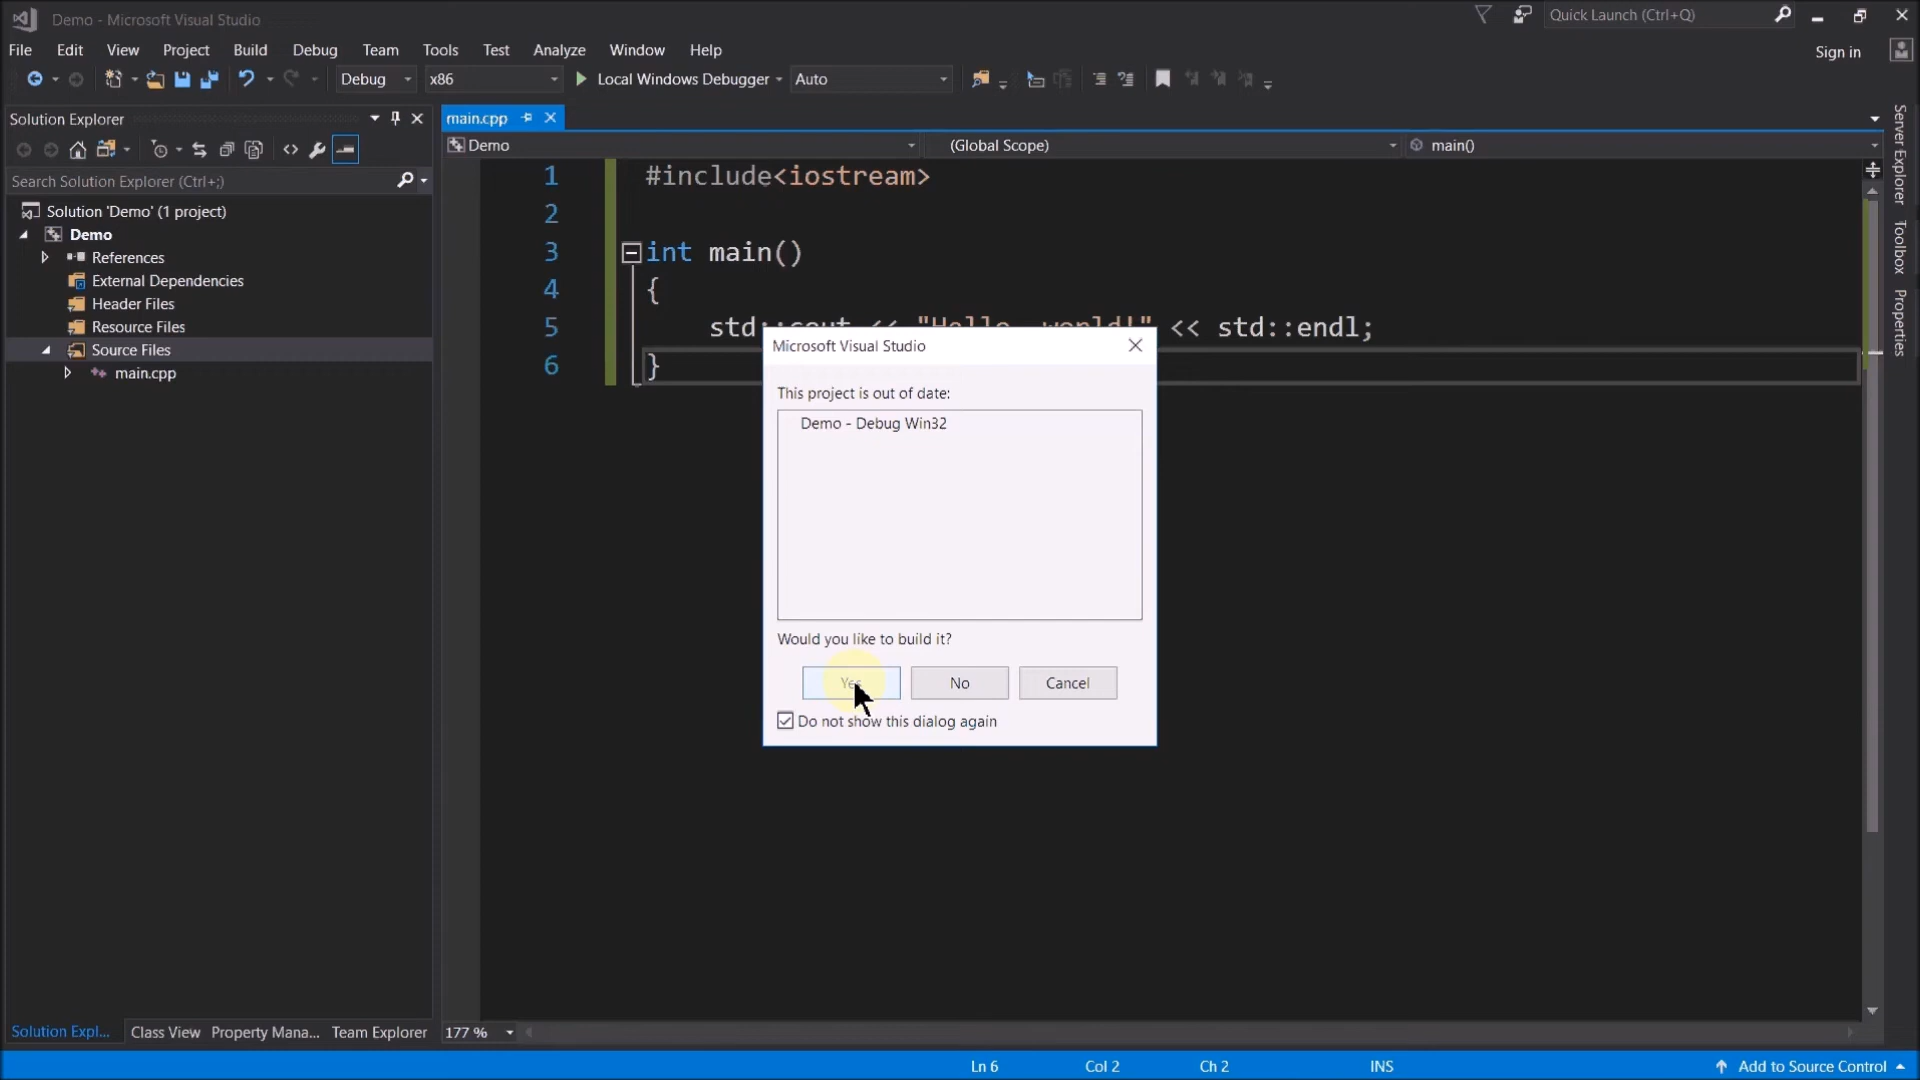 Demo - Microsoft Visual Studio
Quick Launch (Ctrl+Q)
File Edit View Project Build Debug Team Tools Test Analyze Window Help
Sign in
Debug x86 Local Windows Debugger Auto
Solution Explorer
Search Solution Explorer (Ctrl+;)
Solution 'Demo' (1 project)
Demo
References
External Dependencies
Header Files
Resource Files
Source Files
main.cpp
Solution Expl... Class View Property Mana... Team Explorer
main.cpp
Demo (Global Scope) main()
1 #include<iostream>
2
3 int main()
4 {
5 std::cout << "Hello, world!" << std::endl;
6 }
Microsoft Visual Studio
This project is out of date:
Demo - Debug Win32
Would you like to build it?
Yes No Cancel
Do not show this dialog again
Server Explorer
Toolbox
Properties
177 %
Ln 6 Col 2 Ch 2 INS Add to Source Control